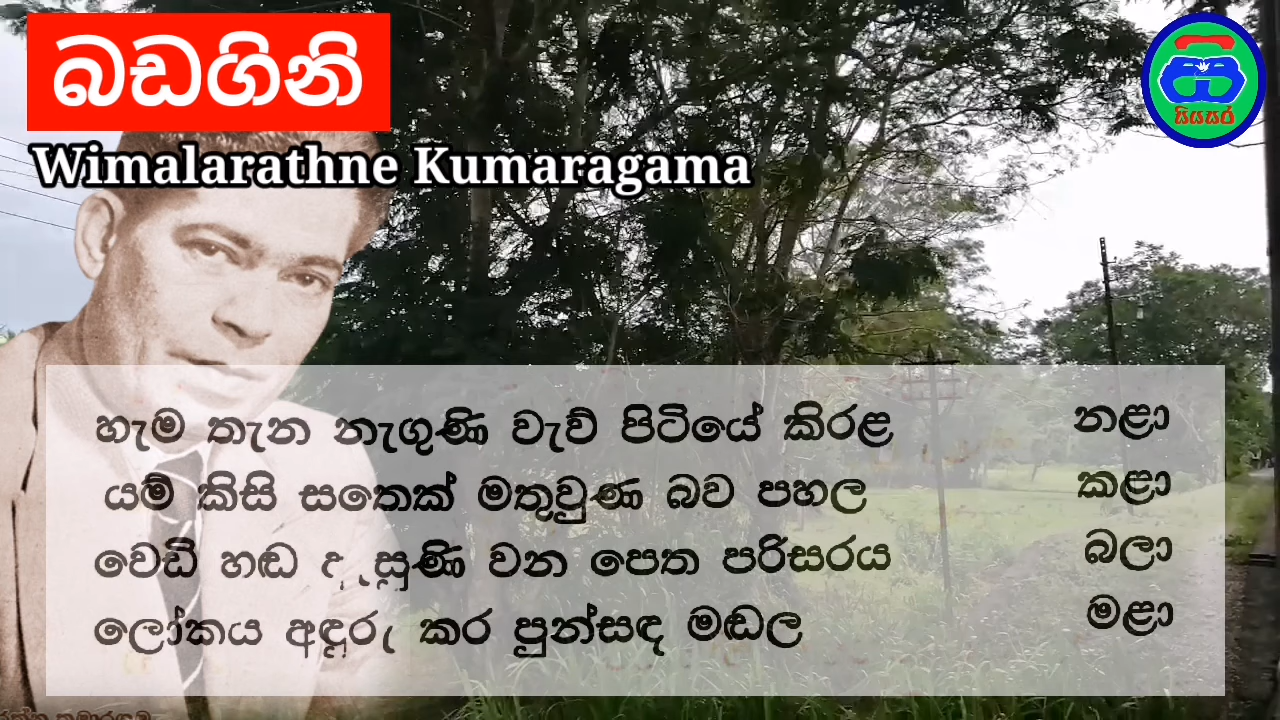 බඩගිනි
සියසර
Wimalarathne Kumaragama
හැම තැන නැගුණි වැව් පිටියේ කිරළ නළා
යම් කිසි සතෙක් මතුවුණ බව පහල කළා
වෙඩි හඬ ඇසුණි වන පෙත පරිසරය බලා
ලෝකය අඳුරු කර පුන්සඳ මඬල මළා